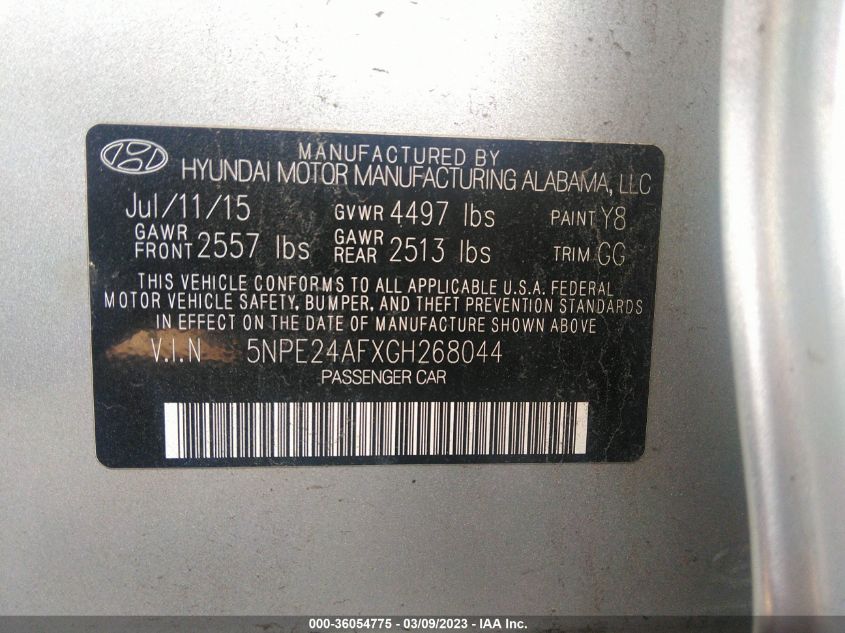 MANUFACTURED BY
HYUNDAI MOTOR MANUFACTURING ALABAMA, LLC
Jul/11/15 GVWR 4497 lbs PAINT Y8
GAWR FRONT 2557 lbs GAWR REAR 2513 lbs TRIM GG
THIS VEHICLE CONFORMS TO ALL APPLICABLE U.S.A. FEDERAL
MOTOR VEHICLE SAFETY, BUMPER, AND THEFT PREVENTION STANDARDS
IN EFFECT ON THE DATE OF MANUFACTURE SHOWN ABOVE
V.I.N 5NPE24AFXGH268044
PASSENGER CAR
000-36054775 - 03/09/2023 - IAA Inc.